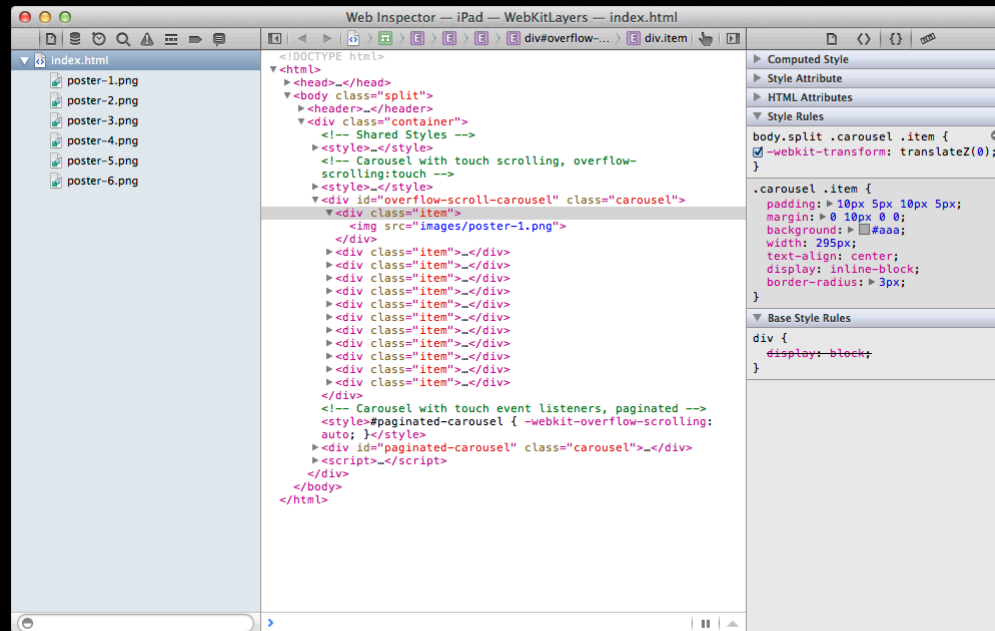 Web Inspector — iPad — WebKitLayers — index.html
E E E E div#overflow-... E div.item
index.html
poster-1.png
poster-2.png
poster-3.png
poster-4.png
poster-5.png
poster-6.png
<!DOCTYPE html>
▼<html>
▶<head>…</head>
▼<body class="split">
▶<header>…</header>
▼<div class="container">
<!-- Shared Styles -->
▶<style>…</style>
<!-- Carousel with touch scrolling, overflow-
scrolling:touch -->
▶<style>…</style>
▼<div id="overflow-scroll-carousel" class="carousel">
▼<div class="item">
<img src="images/poster-1.png">
</div>
▶<div class="item">…</div>
▶<div class="item">…</div>
▶<div class="item">…</div>
▶<div class="item">…</div>
▶<div class="item">…</div>
▶<div class="item">…</div>
▶<div class="item">…</div>
▶<div class="item">…</div>
▶<div class="item">…</div>
▶<div class="item">…</div>
▶<div class="item">…</div>
</div>
<!-- Carousel with touch event listeners, paginated -->
<style>#paginated-carousel { -webkit-overflow-scrolling:
auto; }</style>
▶<div id="paginated-carousel" class="carousel">…</div>
▶<script>…</script>
</div>
</body>
</html>
▶ Computed Style
▶ Style Attribute
▶ HTML Attributes
▼ Style Rules
body.split .carousel .item {
-webkit-transform: translateZ(0);
}
.carousel .item {
padding: ▶ 10px 5px 10px 5px;
margin: ▶ 0 10px 0 0;
background: ▶ #aaa;
width: 295px;
text-align: center;
display: inline-block;
border-radius: ▶ 3px;
}
▼ Base Style Rules
div {
display: block;
}